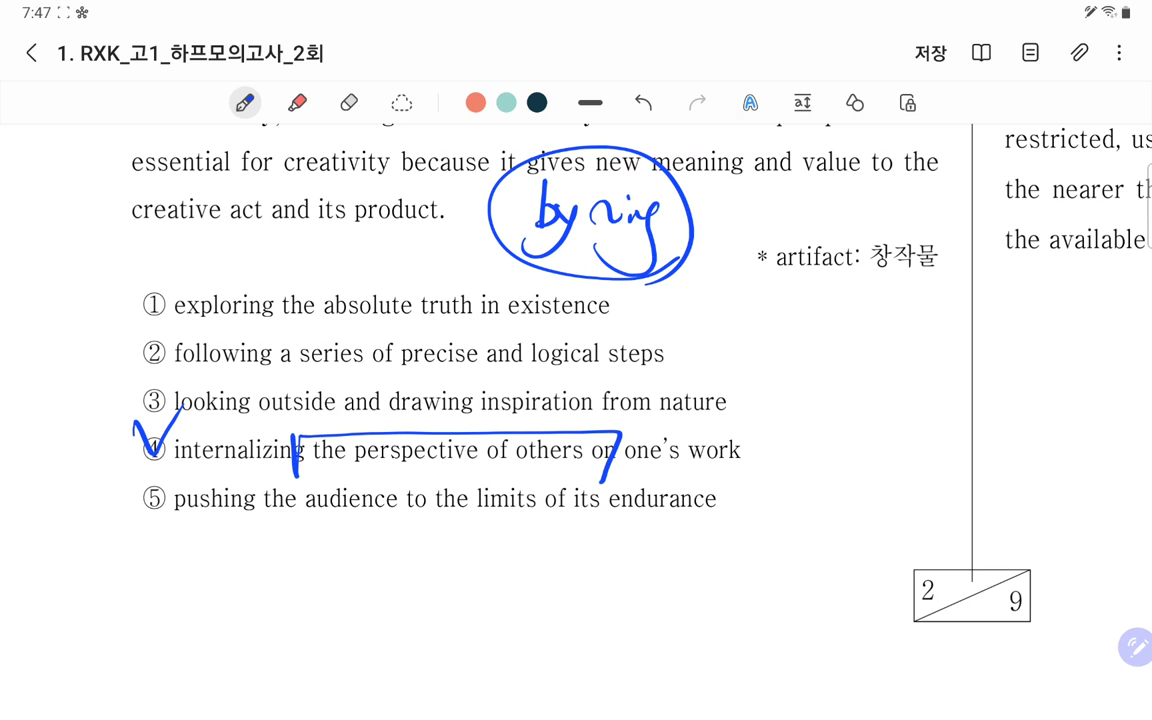 7:47
1. RXK_고1_하프모의고사_2회
저장
essential for creativity because it gives new meaning and value to the
creative act and its product.
by ~ing
* artifact: 창작물
① exploring the absolute truth in existence
② following a series of precise and logical steps
③ looking outside and drawing inspiration from nature
④ internalizing the perspective of others on one's work
⑤ pushing the audience to the limits of its endurance
2 9
restricted, us
the nearer th
the available